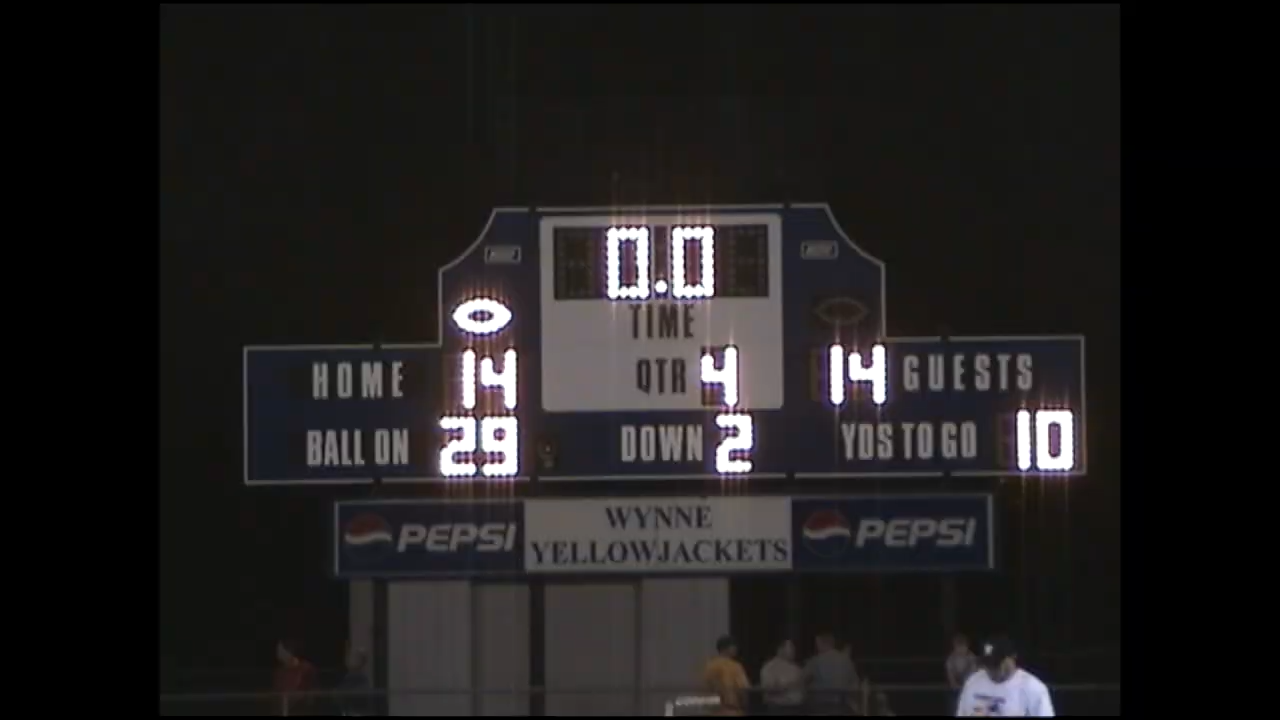 0.0
TIME
HOME 14 QTR 4 14 GUESTS
BALL ON 29 DOWN 2 YDS TO GO 10
PEPSI WYNNE YELLOWJACKETS PEPSI